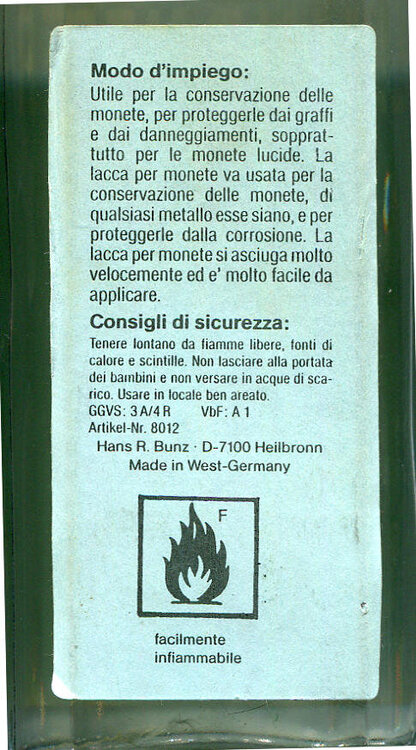 Modo d'impiego:
Utile per la conservazione delle
monete, per proteggerle dai graffi
e dai danneggiamenti, soprat-
tutto per le monete lucide. La
lacca per monete va usata per la
conservazione delle monete, di
qualsiasi metallo esse siano, e per
proteggerle dalla corrosione. La
lacca per monete si asciuga molto
velocemente ed e' molto facile da
applicare.
Consigli di sicurezza:
Tenere lontano da fiamme libere, fonti di
calore e scintille. Non lasciare alla portata
dei bambini e non versare in acque di sca-
rico. Usare in locale ben areato.
GGVS: 3 A/4 R VbF: A 1
Artikel-Nr. 8012
Hans R. Bunz · D-7100 Heilbronn
Made in West-Germany
F
facilmente
infiammabile